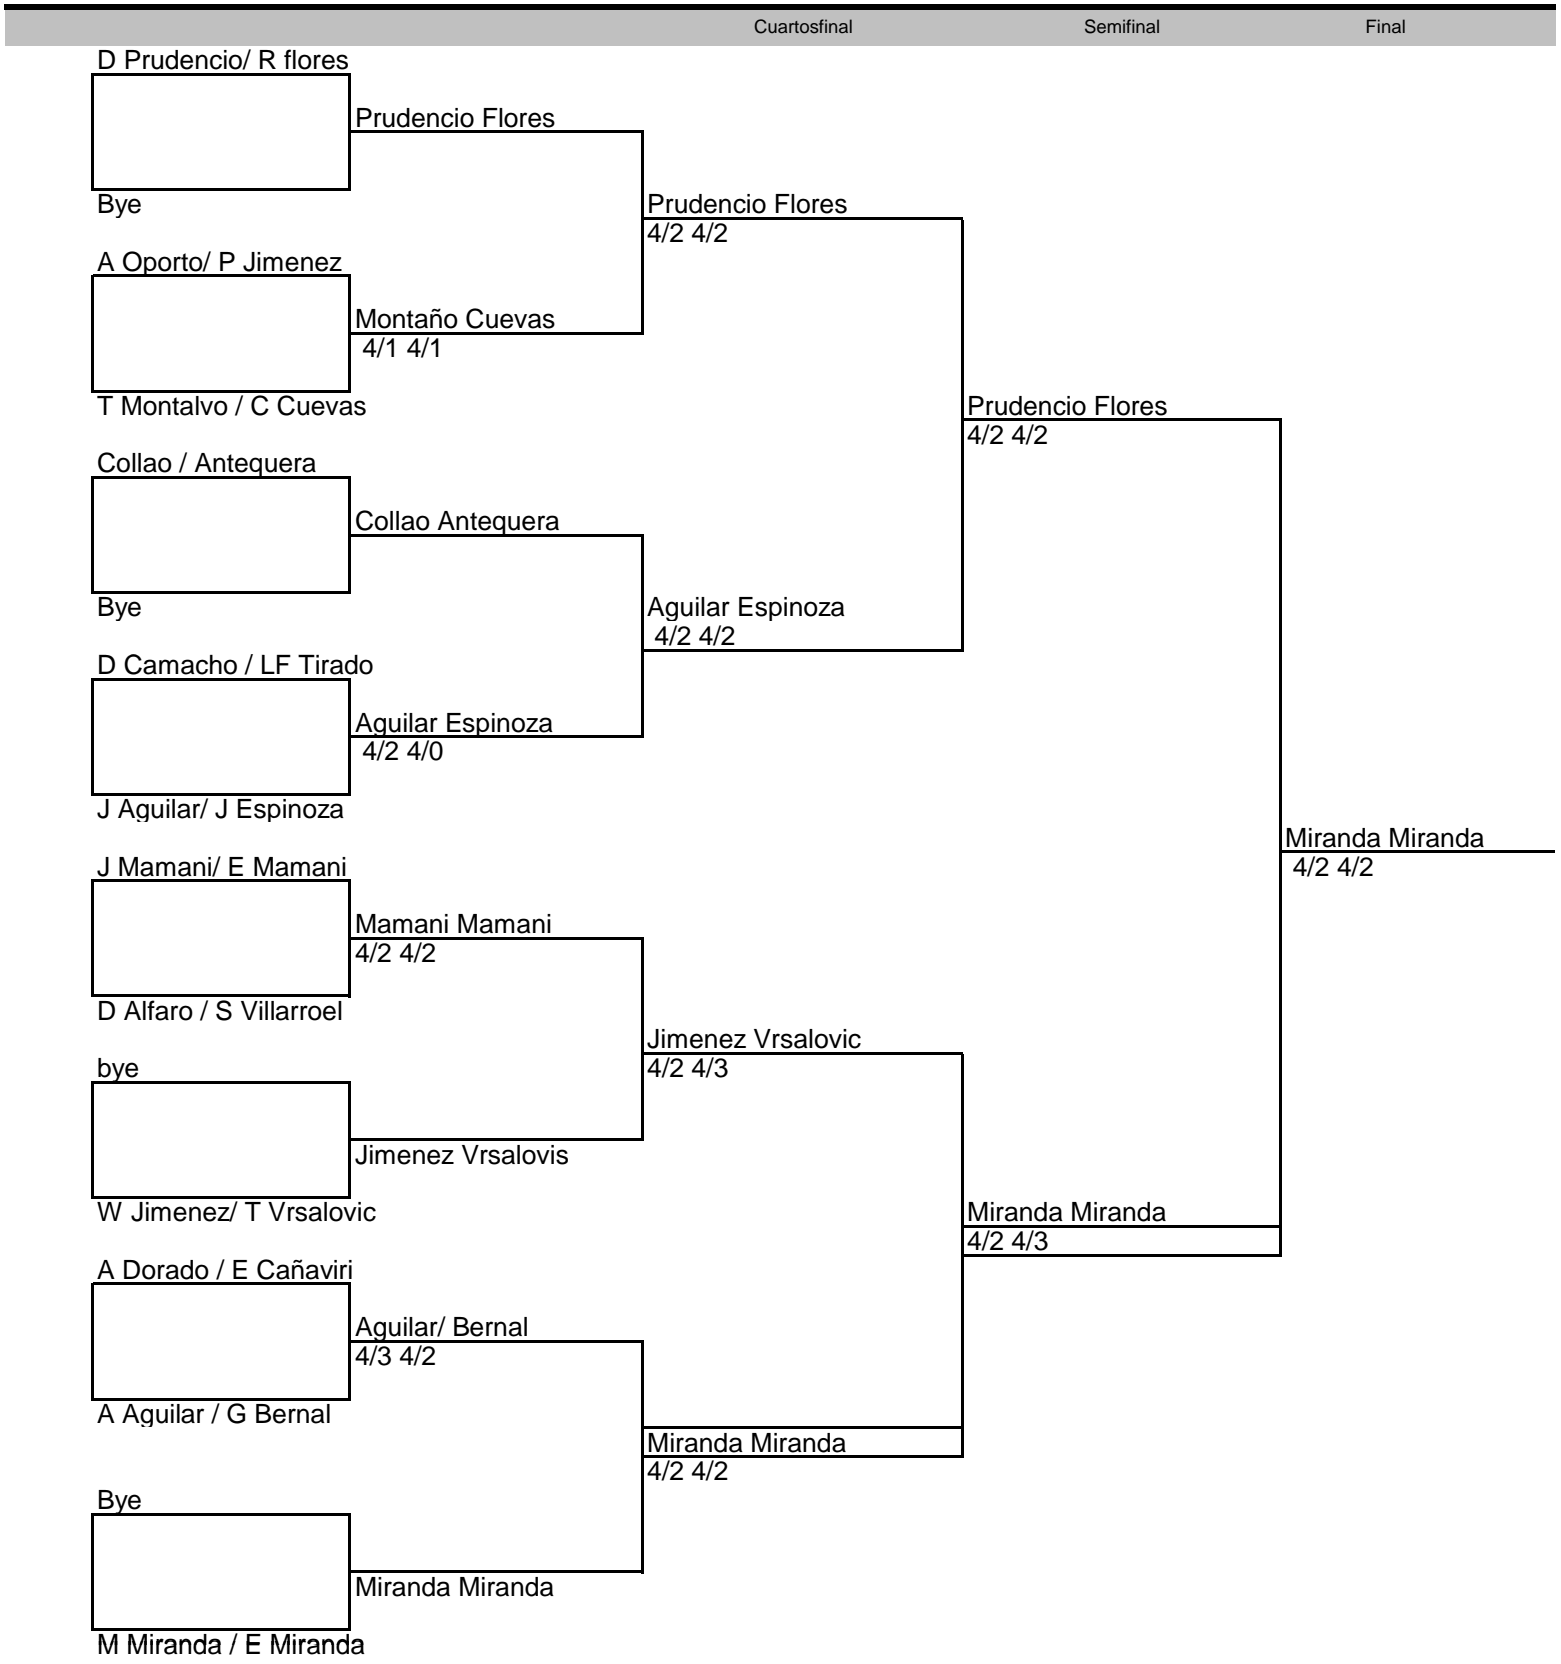 Cuartosfinal Semifinal Final
D Prudencio/ R flores
Prudencio Flores
Bye
Prudencio Flores
4/2 4/2
A Oporto/ P Jimenez
Montaño Cuevas
4/1 4/1
T Montalvo / C Cuevas
Prudencio Flores
4/2 4/2
Collao / Antequera
Collao Antequera
Bye
Aguilar Espinoza
4/2 4/2
D Camacho / LF Tirado
Aguilar Espinoza
4/2 4/0
J Aguilar/ J Espinoza
Miranda Miranda
4/2 4/2
J Mamani/ E Mamani
Mamani Mamani
4/2 4/2
D Alfaro / S Villarroel
Jimenez Vrsalovic
4/2 4/3
bye
Jimenez Vrsalovis
W Jimenez/ T Vrsalovic
Miranda Miranda
4/2 4/3
A Dorado / E Cañaviri
Aguilar/ Bernal
4/3 4/2
A Aguilar / G Bernal
Miranda Miranda
4/2 4/2
Bye
Miranda Miranda
M Miranda / E Miranda